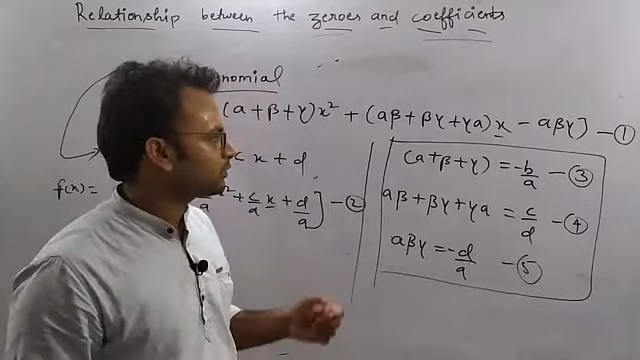 Relationship between the zeroes and coefficients
nomial
(α+β+γ)x² + (αβ+βγ+γα)x - αβγ] - ①
c x + d
f(x) =
x² + c/a x + d/a] - ②
(α+β+γ) = -b/a - ③
αβ+βγ+γα = c/d - ④
αβγ = -d/a - ⑤